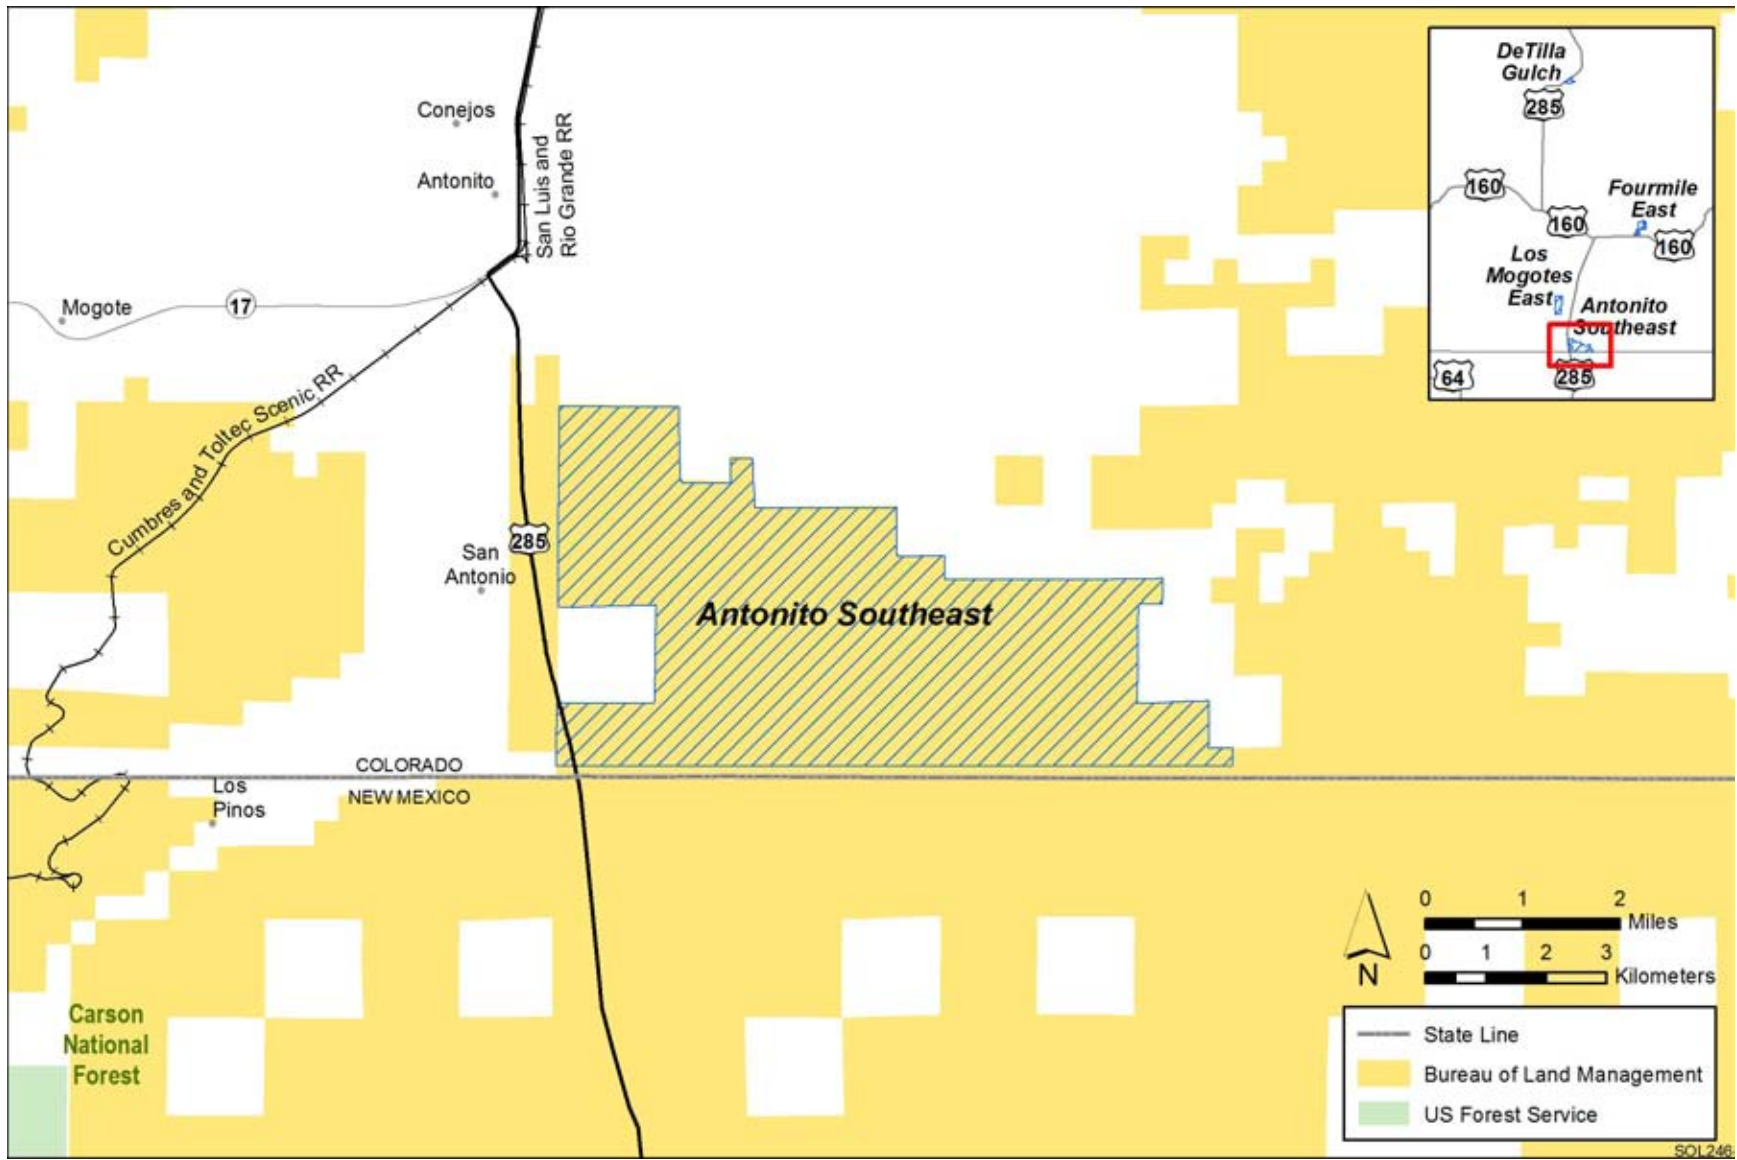 DeTilla
Gulch
285
160
Fourmile
East
160
160
Los
Mogotes
East
Antonito
Southeast
64
285
Conejos
Antonito
San Luis and
Rio Grande RR
Mogote
17
Cumbres and Toltec Scenic RR
285
San
Antonio
Antonito Southeast
COLORADO
NEW MEXICO
Los
Pinos
Carson
National
Forest
0 1 2
Miles
0 1 2 3
Kilometers
N
State Line
Bureau of Land Management
US Forest Service
SOL246